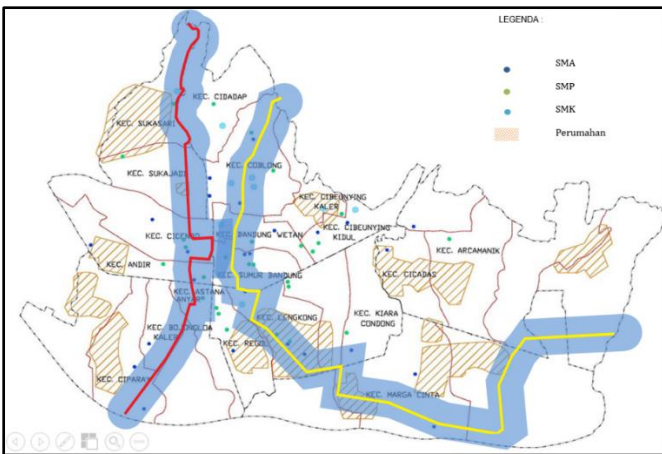 LEGENDA :
SMA
SMP
SMK
Perumahan
KEC. CIDADAP
KEC. SUKASARI
KEC. SUKAJADI
KEC. COBLONG
KEC. CIBEUNYING
KALER
KEC. CICENDO
KEC. BANDUNG WETAN
KEC. CIBEUNYING
KIDUL
KEC. ARCAMANIK
KEC. ANDIR
KEC. SUMUR BANDUNG
KEC. CICADAS
KEC. ASTANA
ANYAR
KEC. LENGKONG
KEC. KIARA
CONDONG
KEC. BOJONGLOA
KALER
KEC. REGOL
KEC. CIPARAY
KEC. MARGA CINTA